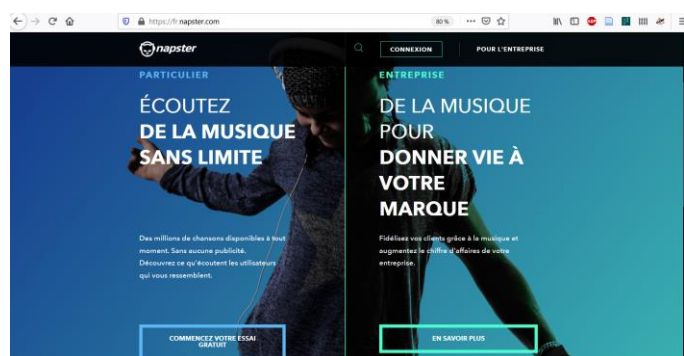 https://fr.napster.com
80 %
napster
CONNEXION
POUR L'ENTREPRISE
PARTICULIER
ÉCOUTEZ
DE LA MUSIQUE
SANS LIMITE
Des millions de chansons disponibles à tout
moment. Sans aucune publicité.
Découvrez ce qu'écoutent les utilisateurs
qui vous ressemblent.
COMMENCEZ VOTRE ESSAI
GRATUIT
ENTREPRISE
DE LA MUSIQUE
POUR
DONNER VIE À
VOTRE
MARQUE
Fidélisez vos clients grâce à la musique et
augmentez le chiffre d'affaires de votre
entreprise.
EN SAVOIR PLUS